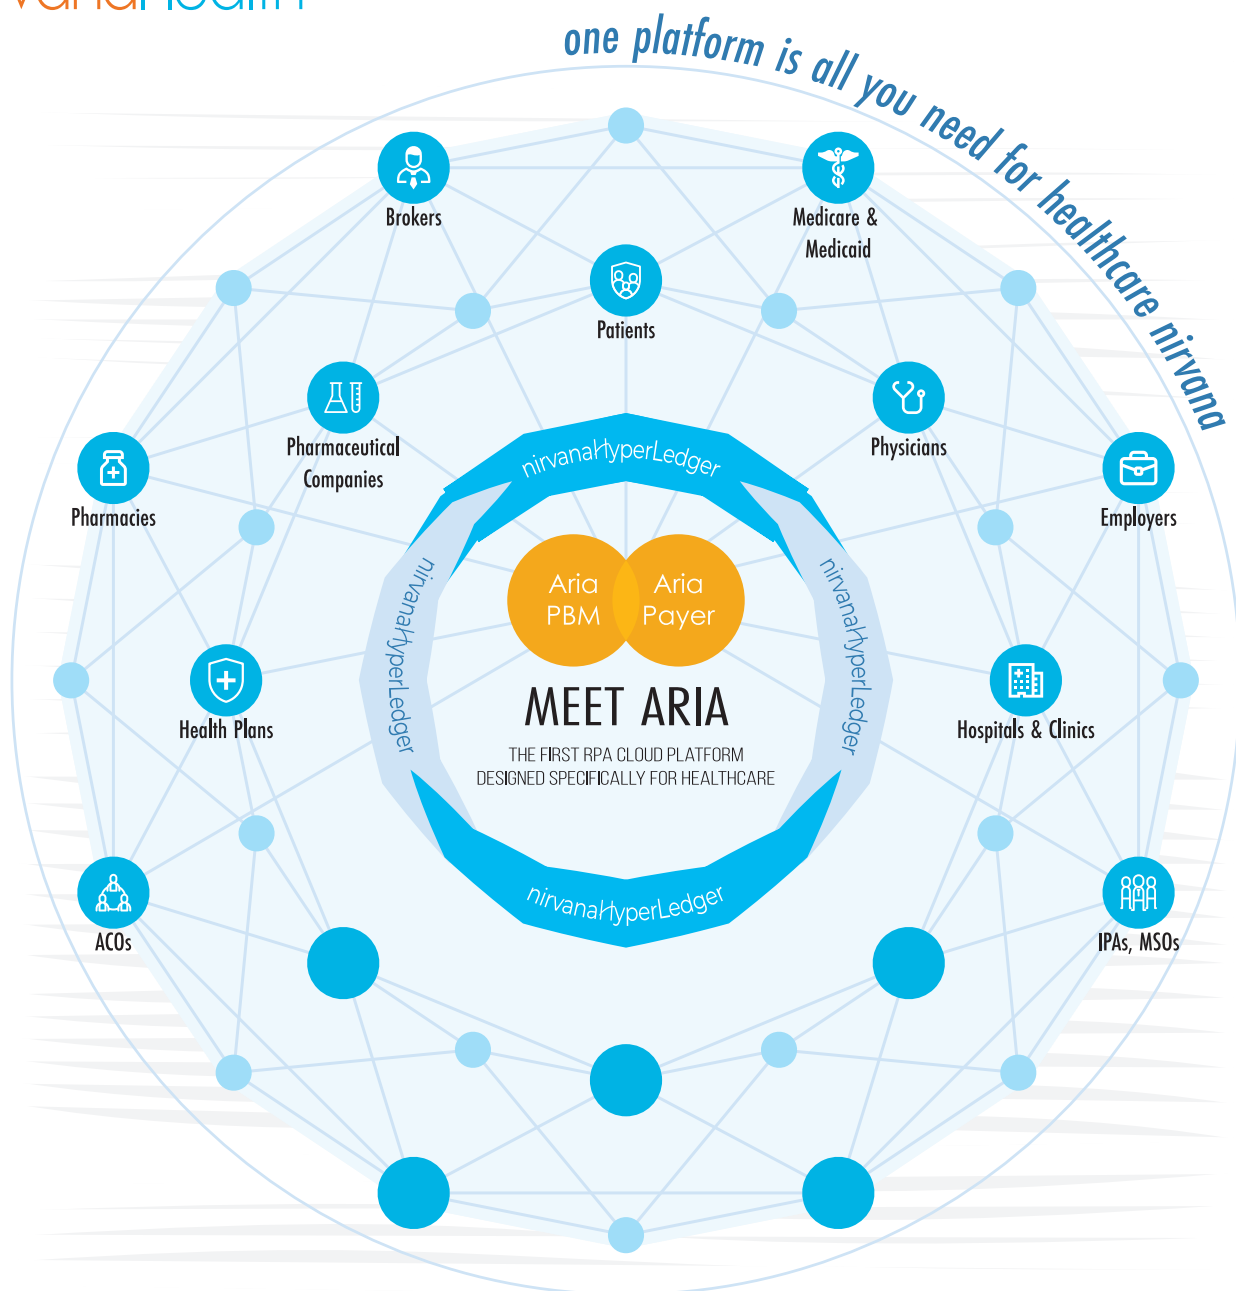 one platform is all you need for healthcare nirvana
Brokers
Medicare &
Medicaid
Patients
Pharmaceutical
Companies
Physicians
Pharmacies
Employers
nirvanaHyperLedger
nirvanaHyperLedger
nirvanaHyperLedger
Aria
PBM
Aria
Payer
Health Plans
Hospitals & Clinics
MEET ARIA
THE FIRST RPA CLOUD PLATFORM
DESIGNED SPECIFICALLY FOR HEALTHCARE
nirvanaHyperLedger
ACOs
IPAs, MSOs